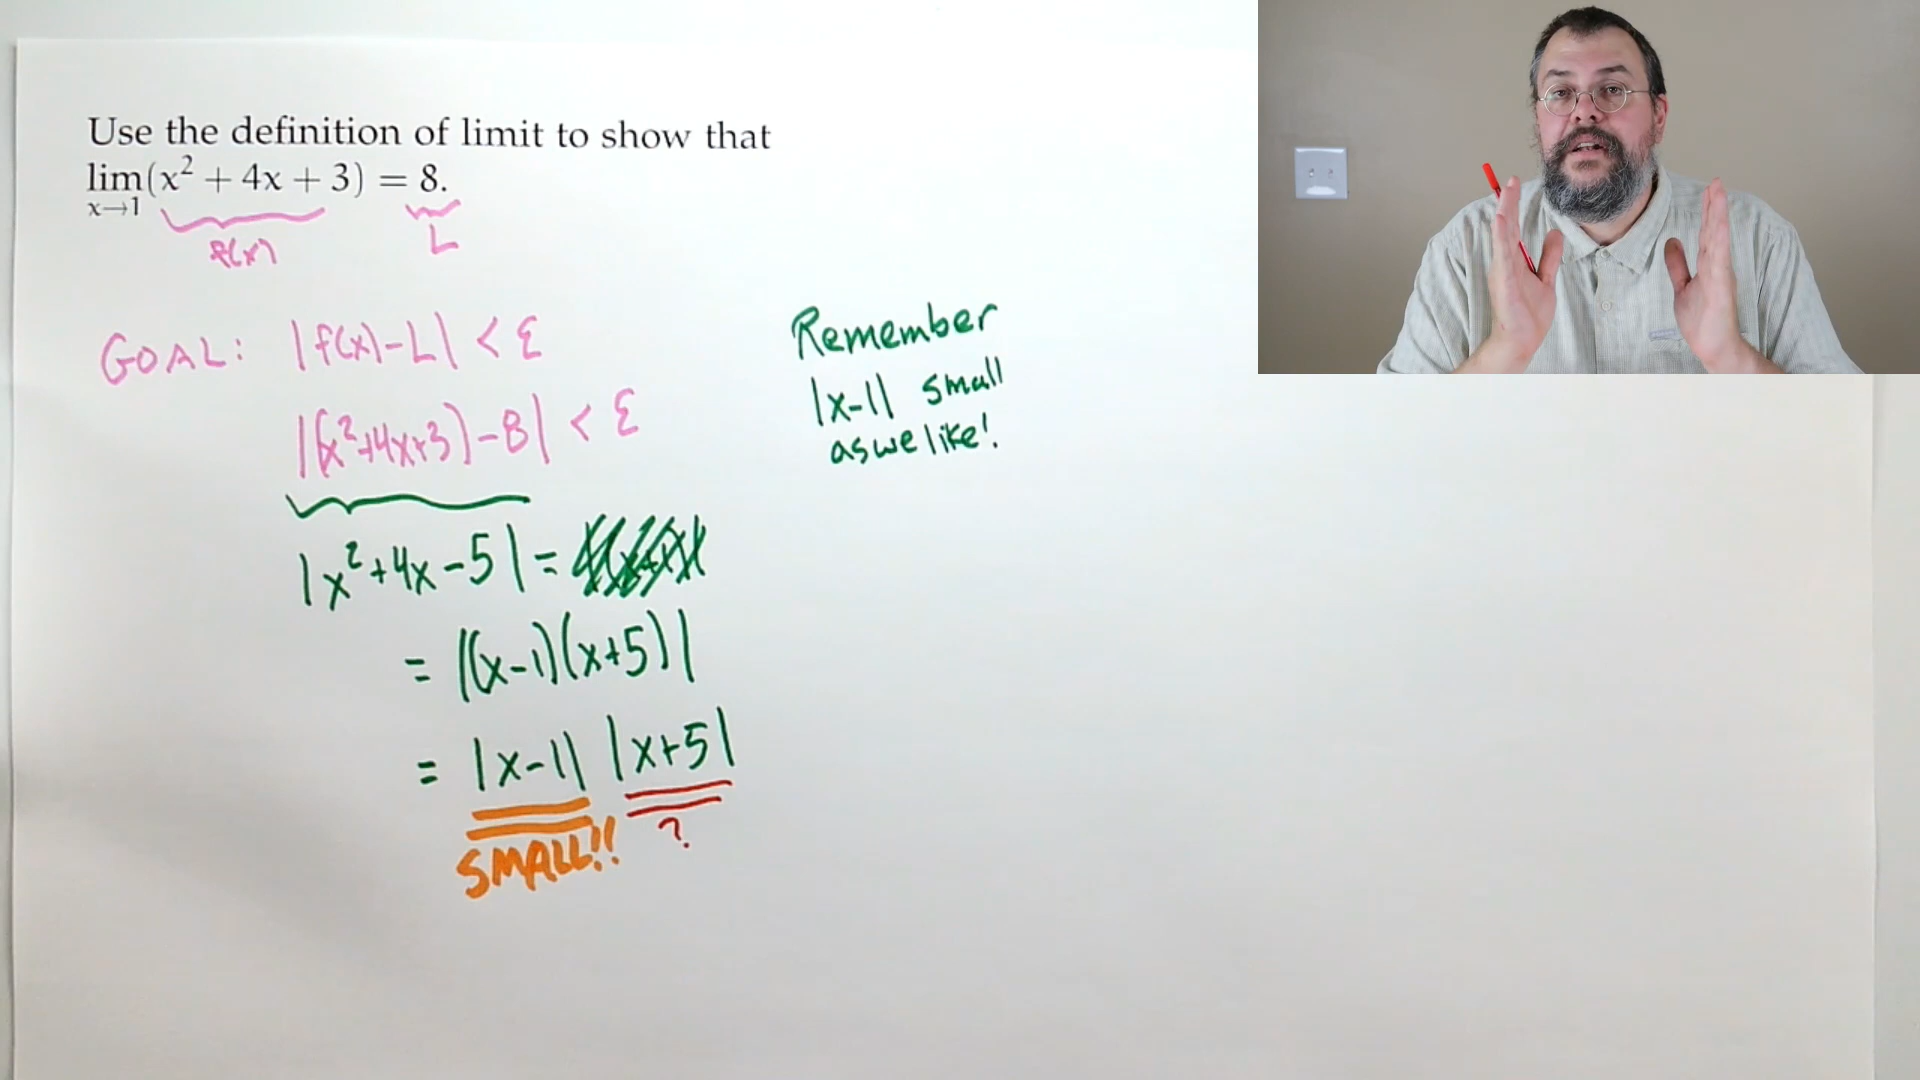 Use the definition of limit to show that
lim(x² + 4x + 3) = 8.
x→1
f(x)
L
GOAL: |f(x)-L| < ε
|(x²+4x+3)-8| < ε
|x²+4x-5| =
= |(x-1)(x+5)|
= |x-1| |x+5|
SMALL!! ?
Remember
|x-1| small
as we like!